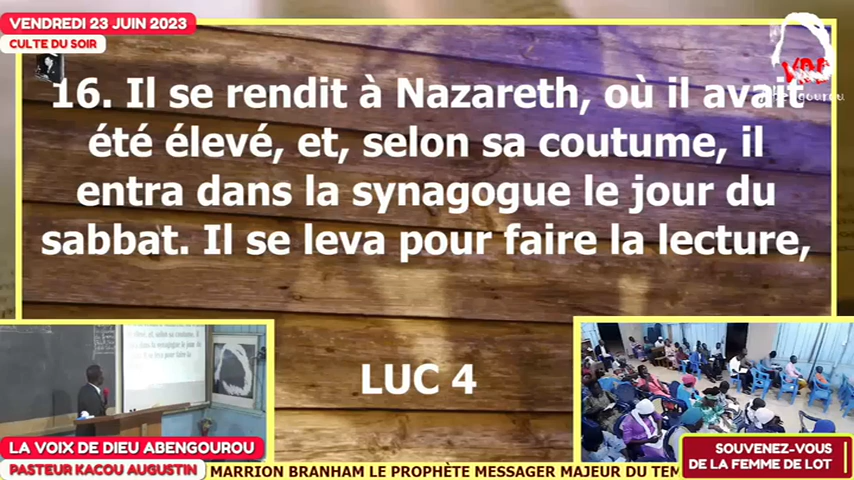 VENDREDI 23 JUIN 2023
CULTE DU SOIR
16. Il se rendit à Nazareth, où il avait
été élevé, et, selon sa coutume, il
entra dans la synagogue le jour du
sabbat. Il se leva pour faire la lecture,
LUC 4
LA VOIX DE DIEU ABENGOUROU
PASTEUR KACOU AUGUSTIN
MARRION BRANHAM LE PROPHÈTE MESSAGER MAJEUR DU TEM
SOUVENEZ-VOUS
DE LA FEMME DE LOT